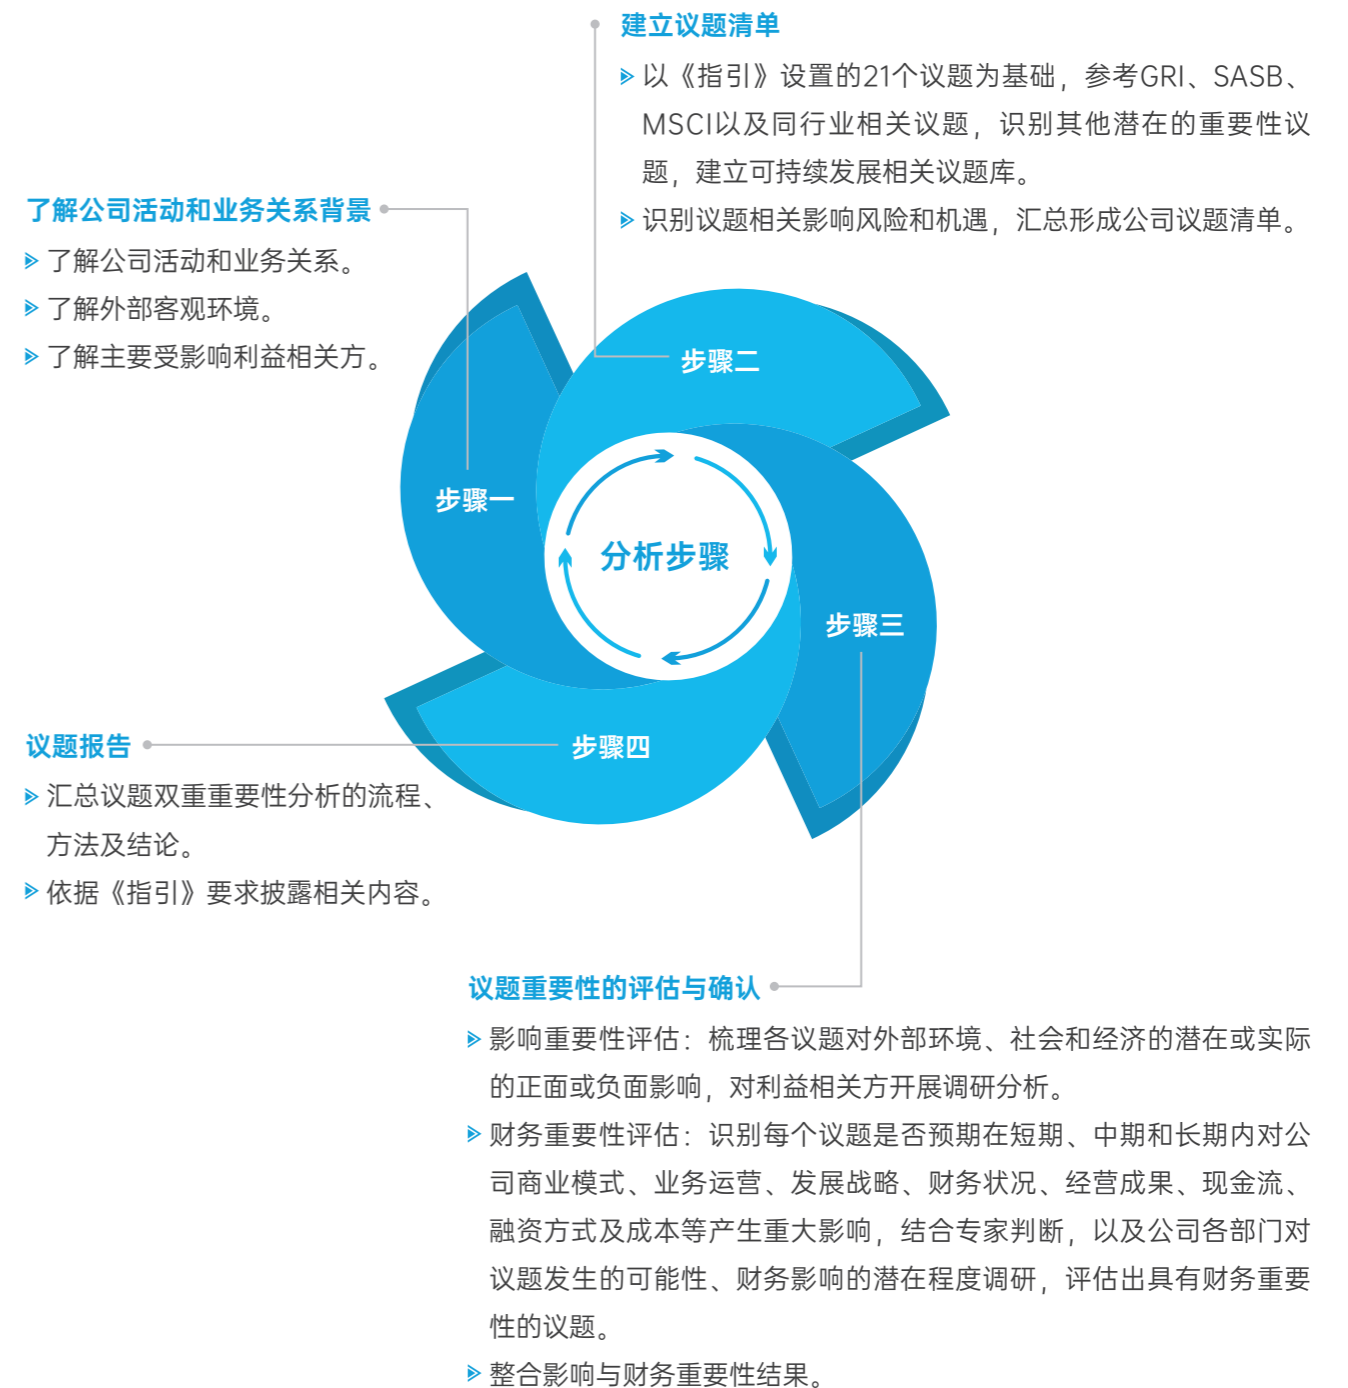 了解公司活动和业务关系背景
了解公司活动和业务关系。
了解外部客观环境。
了解主要受影响利益相关方。
建立议题清单
以《指引》设置的21个议题为基础，参考GRI、SASB、
MSCI以及同行业相关议题，识别其他潜在的重要性议
题，建立可持续发展相关议题库。
识别议题相关影响风险和机遇，汇总形成公司议题清单。
步骤一
步骤二
分析步骤
步骤三
步骤四
议题报告
汇总议题双重重要性分析的流程、
方法及结论。
依据《指引》要求披露相关内容。
议题重要性的评估与确认
影响重要性评估：梳理各议题对外部环境、社会和经济的潜在或实际
的正面或负面影响，对利益相关方开展调研分析。
财务重要性评估：识别每个议题是否预期在短期、中期和长期内对公
司商业模式、业务运营、发展战略、财务状况、经营成果、现金流、
融资方式及成本等产生重大影响，结合专家判断，以及公司各部门对
议题发生的可能性、财务影响的潜在程度调研，评估出具有财务重要
性的议题。
整合影响与财务重要性结果。